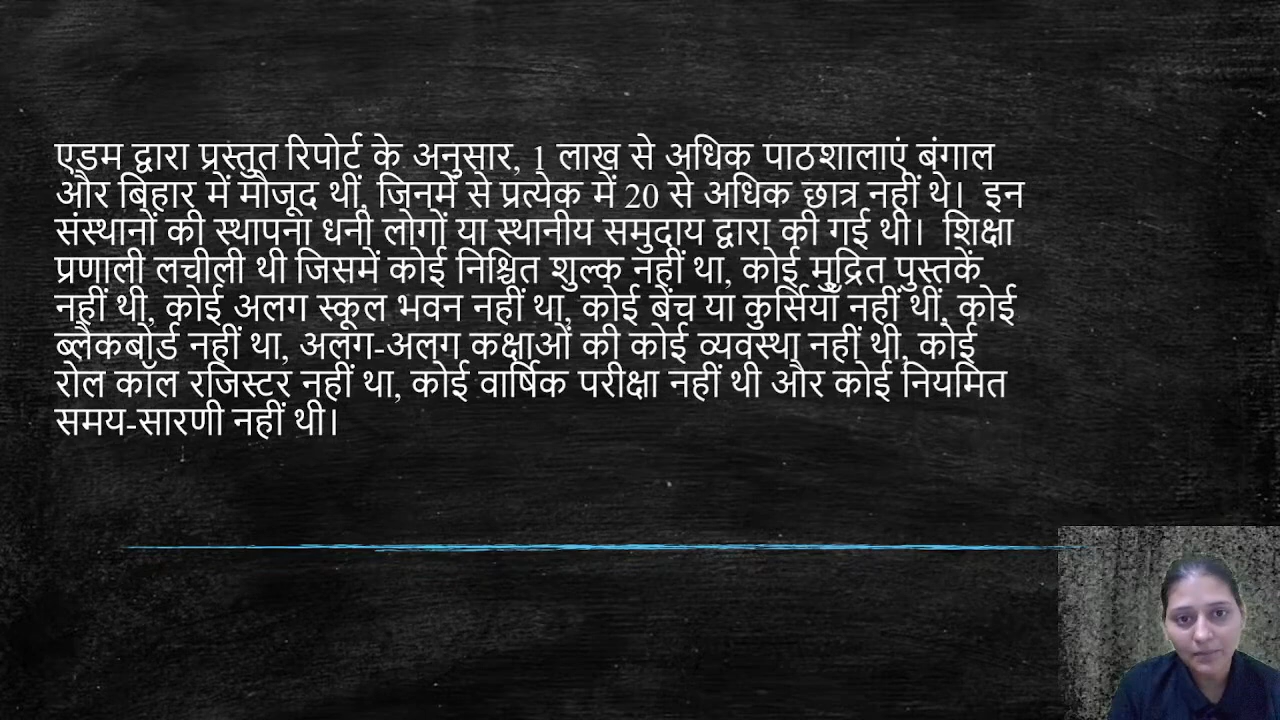 एडम द्वारा प्रस्तुत रिपोर्ट के अनुसार, 1 लाख से अधिक पाठशालाएं बंगाल
और बिहार में मौजूद थीं, जिनमें से प्रत्येक में 20 से अधिक छात्र नहीं थे।  इन
संस्थानों की स्थापना धनी लोगों या स्थानीय समुदाय द्वारा की गई थी।  शिक्षा
प्रणाली लचीली थी जिसमें कोई निश्चित शुल्क नहीं था, कोई मुद्रित पुस्तकें
नहीं थी, कोई अलग स्कूल भवन नहीं था, कोई बेंच या कुर्सियाँ नहीं थीं, कोई
ब्लैकबोर्ड नहीं था, अलग-अलग कक्षाओं की कोई व्यवस्था नहीं थी, कोई
रोल कॉल रजिस्टर नहीं था, कोई वार्षिक परीक्षा नहीं थी और कोई नियमित
समय-सारणी नहीं थी।